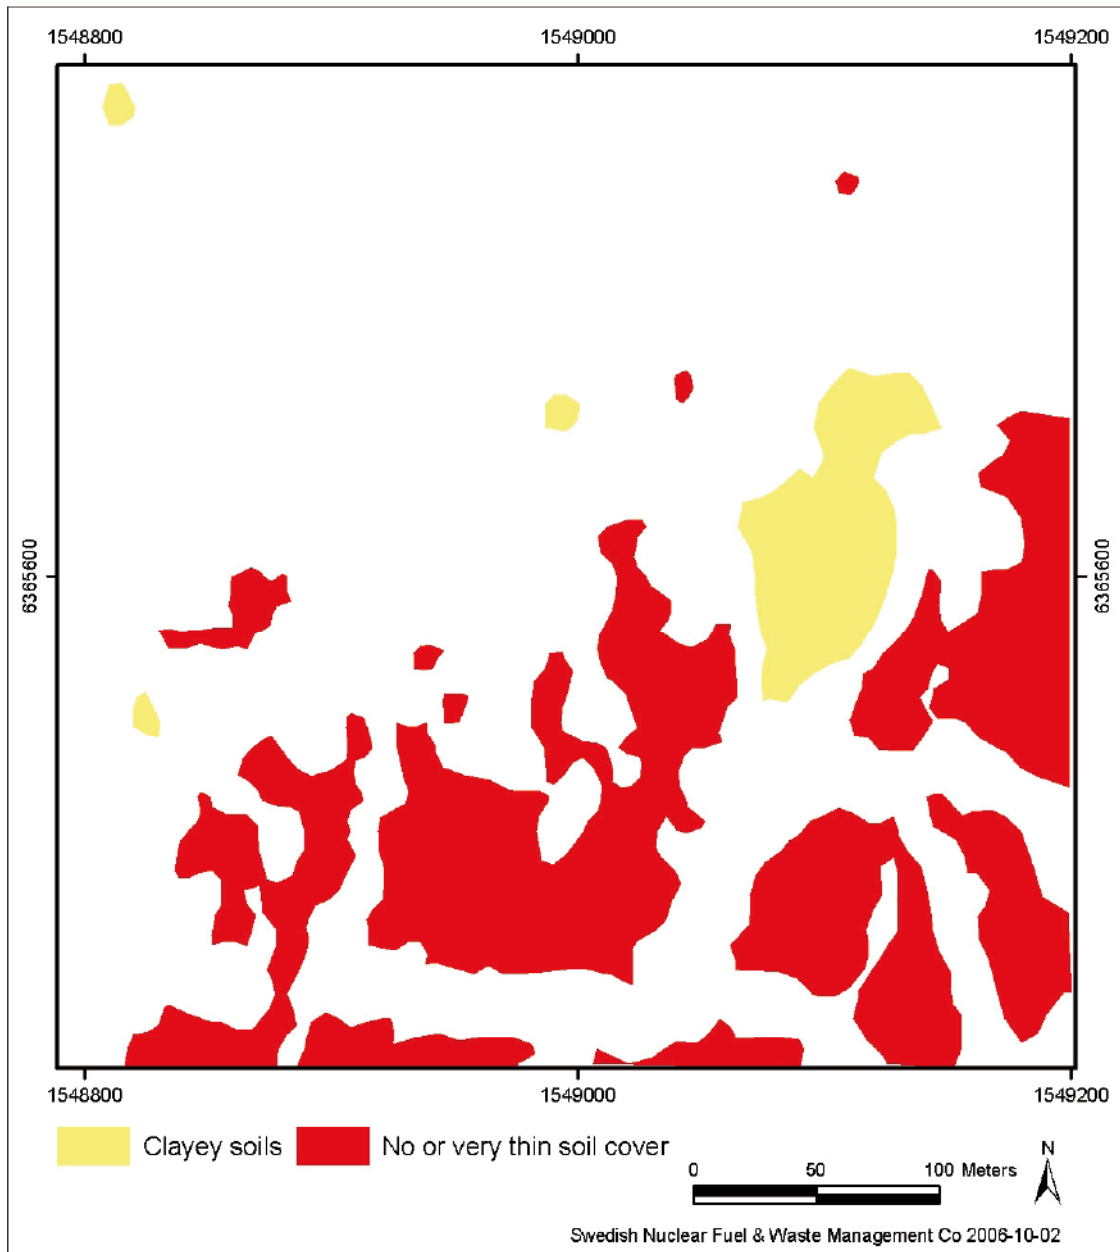 1548800 1549000 1549200
6365600 6365600
1548800 1549000 1549200
Clayey soils No or very thin soil cover
N
0 50 100 Meters
Swedish Nuclear Fuel & Waste Management Co 2006-10-02